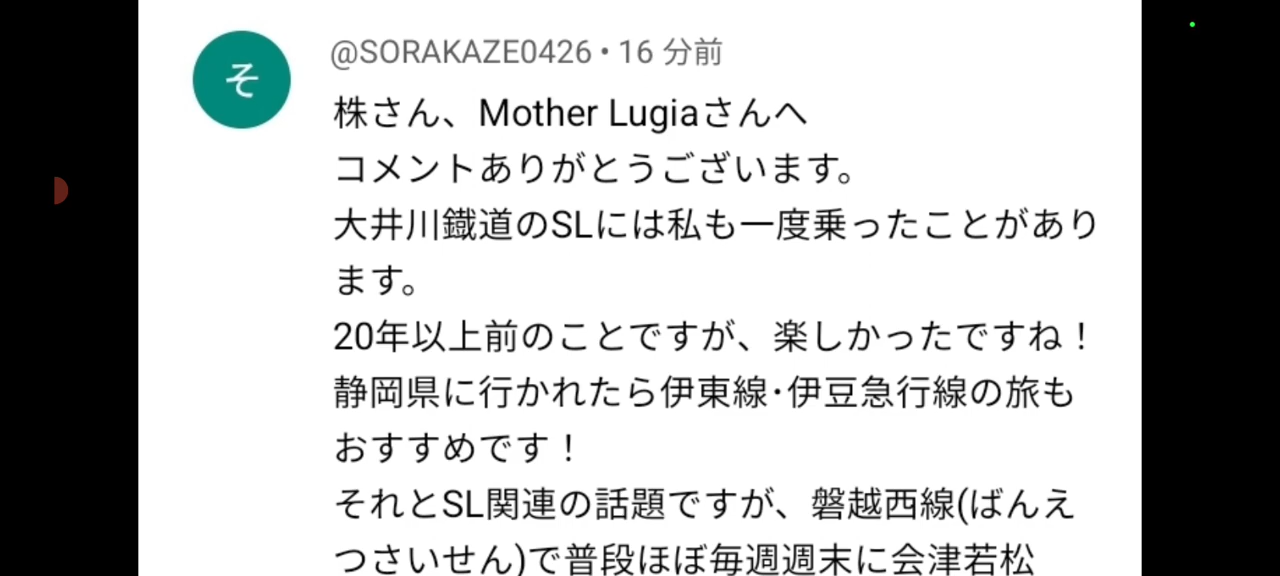 そ
@SORAKAZE0426・16 分前
株さん、Mother Lugiaさんへ
コメントありがとうございます。
大井川鐵道のSLには私も一度乗ったことがあり
ます。
20年以上前のことですが、楽しかったですね！
静岡県に行かれたら伊東線･伊豆急行線の旅も
おすすめです！
それとSL関連の話題ですが、磐越西線(ばんえ
つさいせん)で普段ほぼ毎週週末に会津若松